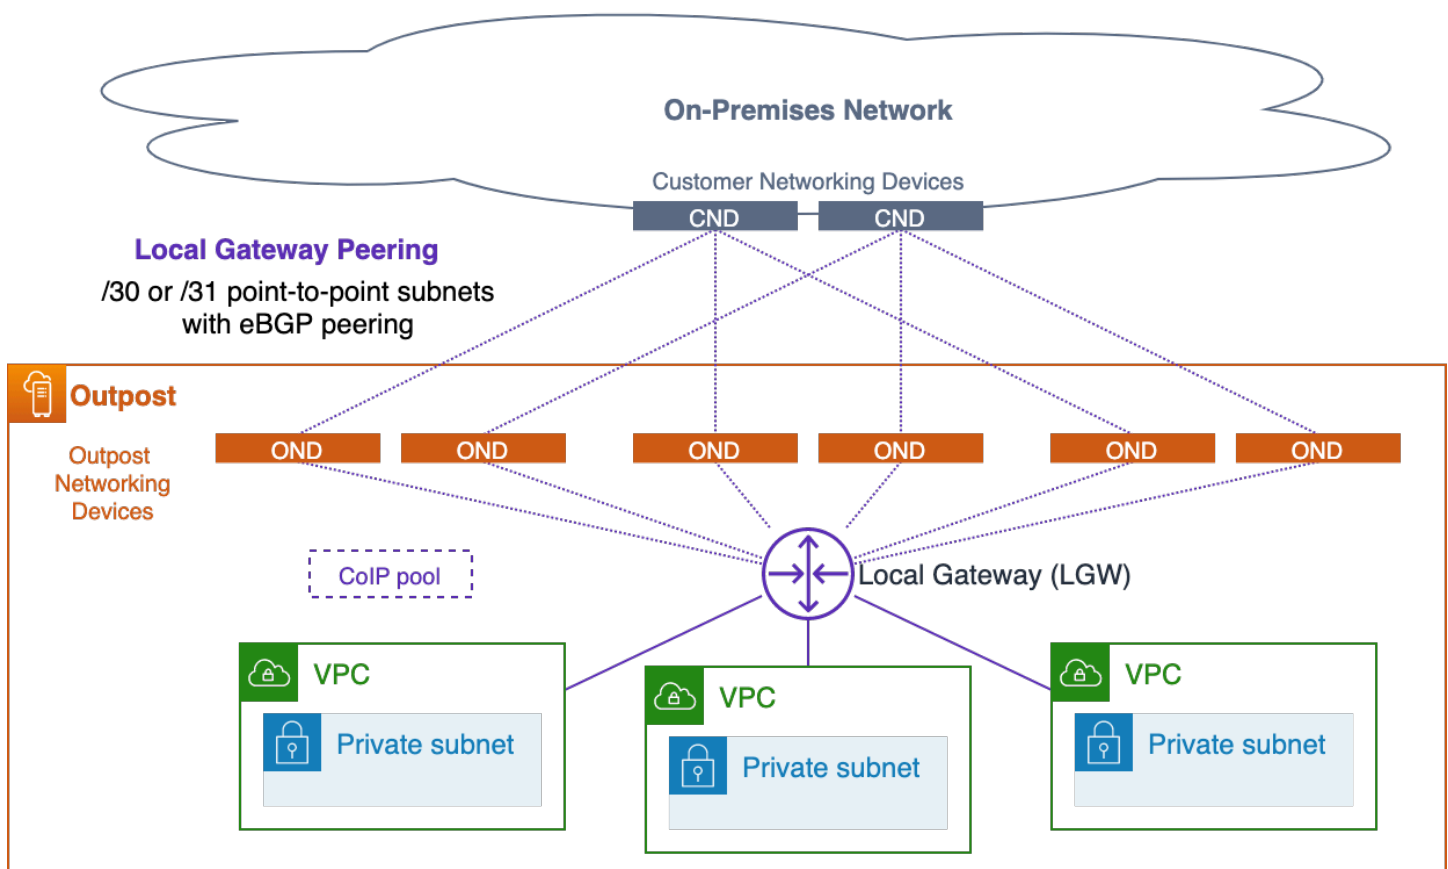 On-Premises Network
Customer Networking Devices
CND
CND
Local Gateway Peering
/30 or /31 point-to-point subnets
with eBGP peering
Outpost
Outpost
Networking
Devices
OND
OND
OND
OND
OND
OND
CoIP pool
Local Gateway (LGW)
VPC
Private subnet
VPC
Private subnet
VPC
Private subnet